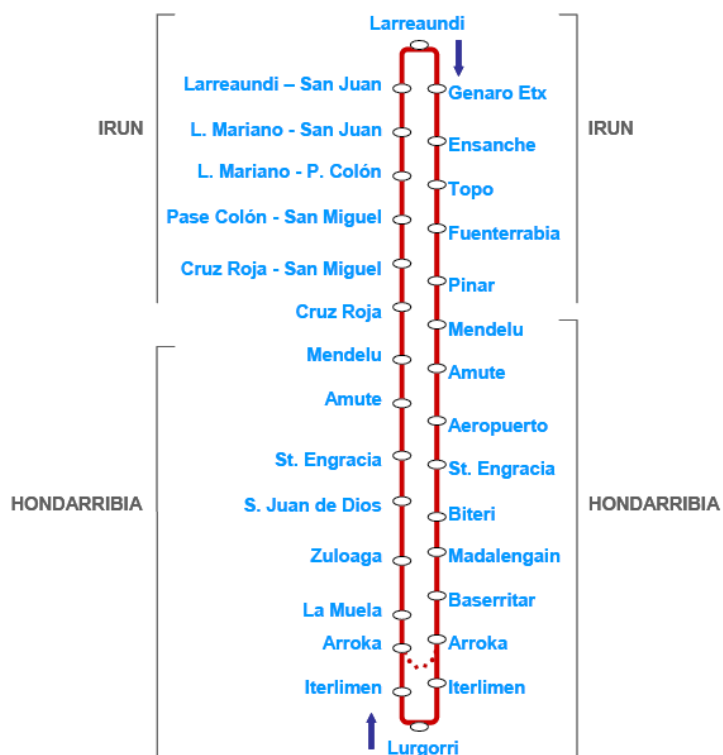 Larreaundi
Larreaundi – San Juan
Genaro Etx
IRUN
IRUN
L. Mariano - San Juan
Ensanche
L. Mariano - P. Colón
Topo
Pase Colón - San Miguel
Fuenterrabia
Cruz Roja - San Miguel
Pinar
Cruz Roja
Mendelu
Mendelu
Amute
Amute
Aeropuerto
St. Engracia
St. Engracia
HONDARRIBIA
HONDARRIBIA
S. Juan de Dios
Biteri
Zuloaga
Madalengain
Baserritar
La Muela
Arroka
Arroka
Iterlimen
Iterlimen
Lurgorri